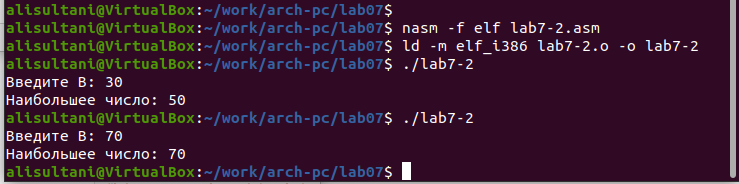 alisultani@VirtualBox:~/work/arch-pc/lab07$
alisultani@VirtualBox:~/work/arch-pc/lab07$ nasm -f elf lab7-2.asm
alisultani@VirtualBox:~/work/arch-pc/lab07$ ld -m elf_i386 lab7-2.o -o lab7-2
alisultani@VirtualBox:~/work/arch-pc/lab07$ ./lab7-2
Введите В: 30
Наибольшее число: 50
alisultani@VirtualBox:~/work/arch-pc/lab07$ ./lab7-2
Введите В: 70
Наибольшее число: 70
alisultani@VirtualBox:~/work/arch-pc/lab07$